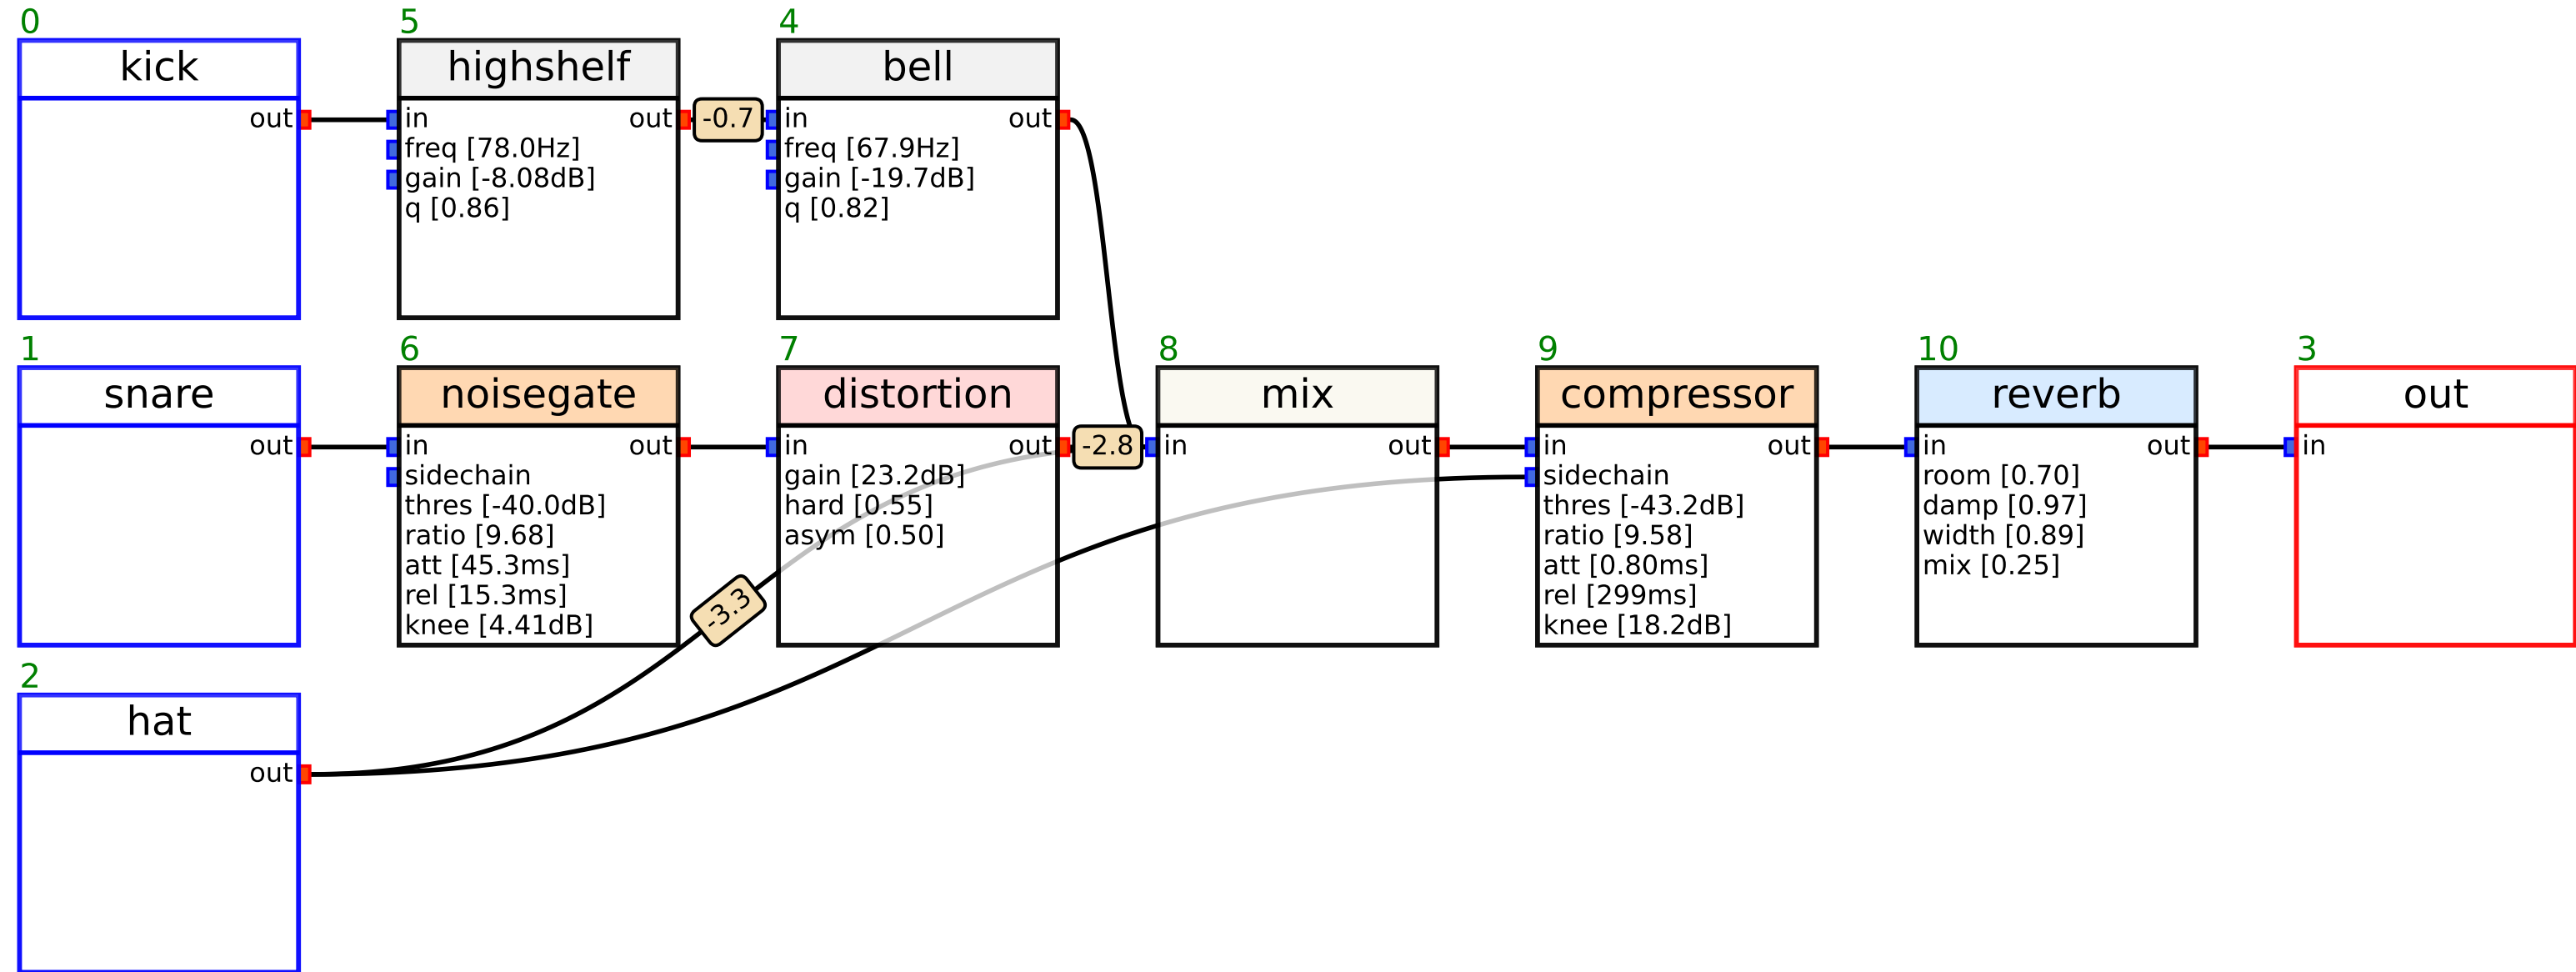 0
kick
out
5
highshelf
in out
freq [78.0Hz]
gain [-8.08dB]
q [0.86]
-0.7
4
bell
in out
freq [67.9Hz]
gain [-19.7dB]
q [0.82]
1
snare
out
6
noisegate
in out
sidechain
thres [-40.0dB]
ratio [9.68]
att [45.3ms]
rel [15.3ms]
knee [4.41dB]
7
distortion
in out
gain [23.2dB]
hard [0.55]
asym [0.50]
-2.8
-3.3
8
mix
in out
9
compressor
in out
sidechain
thres [-43.2dB]
ratio [9.58]
att [0.80ms]
rel [299ms]
knee [18.2dB]
10
reverb
in out
room [0.70]
damp [0.97]
width [0.89]
mix [0.25]
3
out
in
2
hat
out